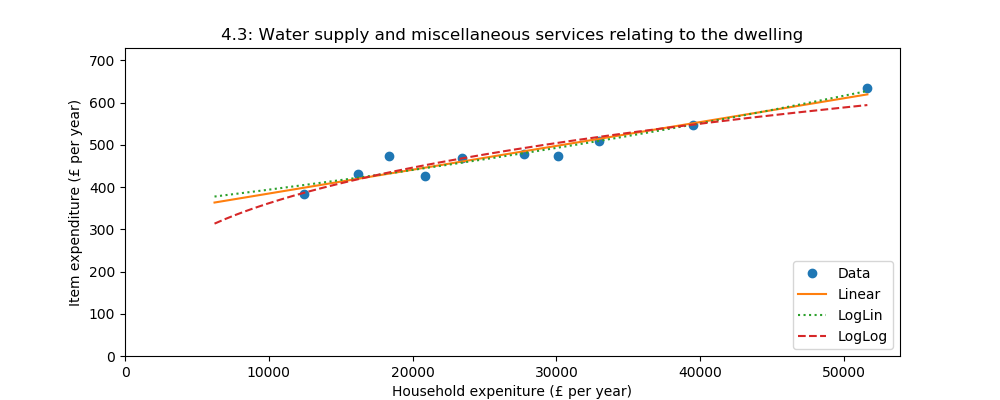 4.3: Water supply and miscellaneous services relating to the dwelling
Item expenditure (£ per year)
700
600
500
400
300
200
100
0
0 10000 20000 30000 40000 50000
Household expeniture (£ per year)
Data
Linear
LogLin
LogLog